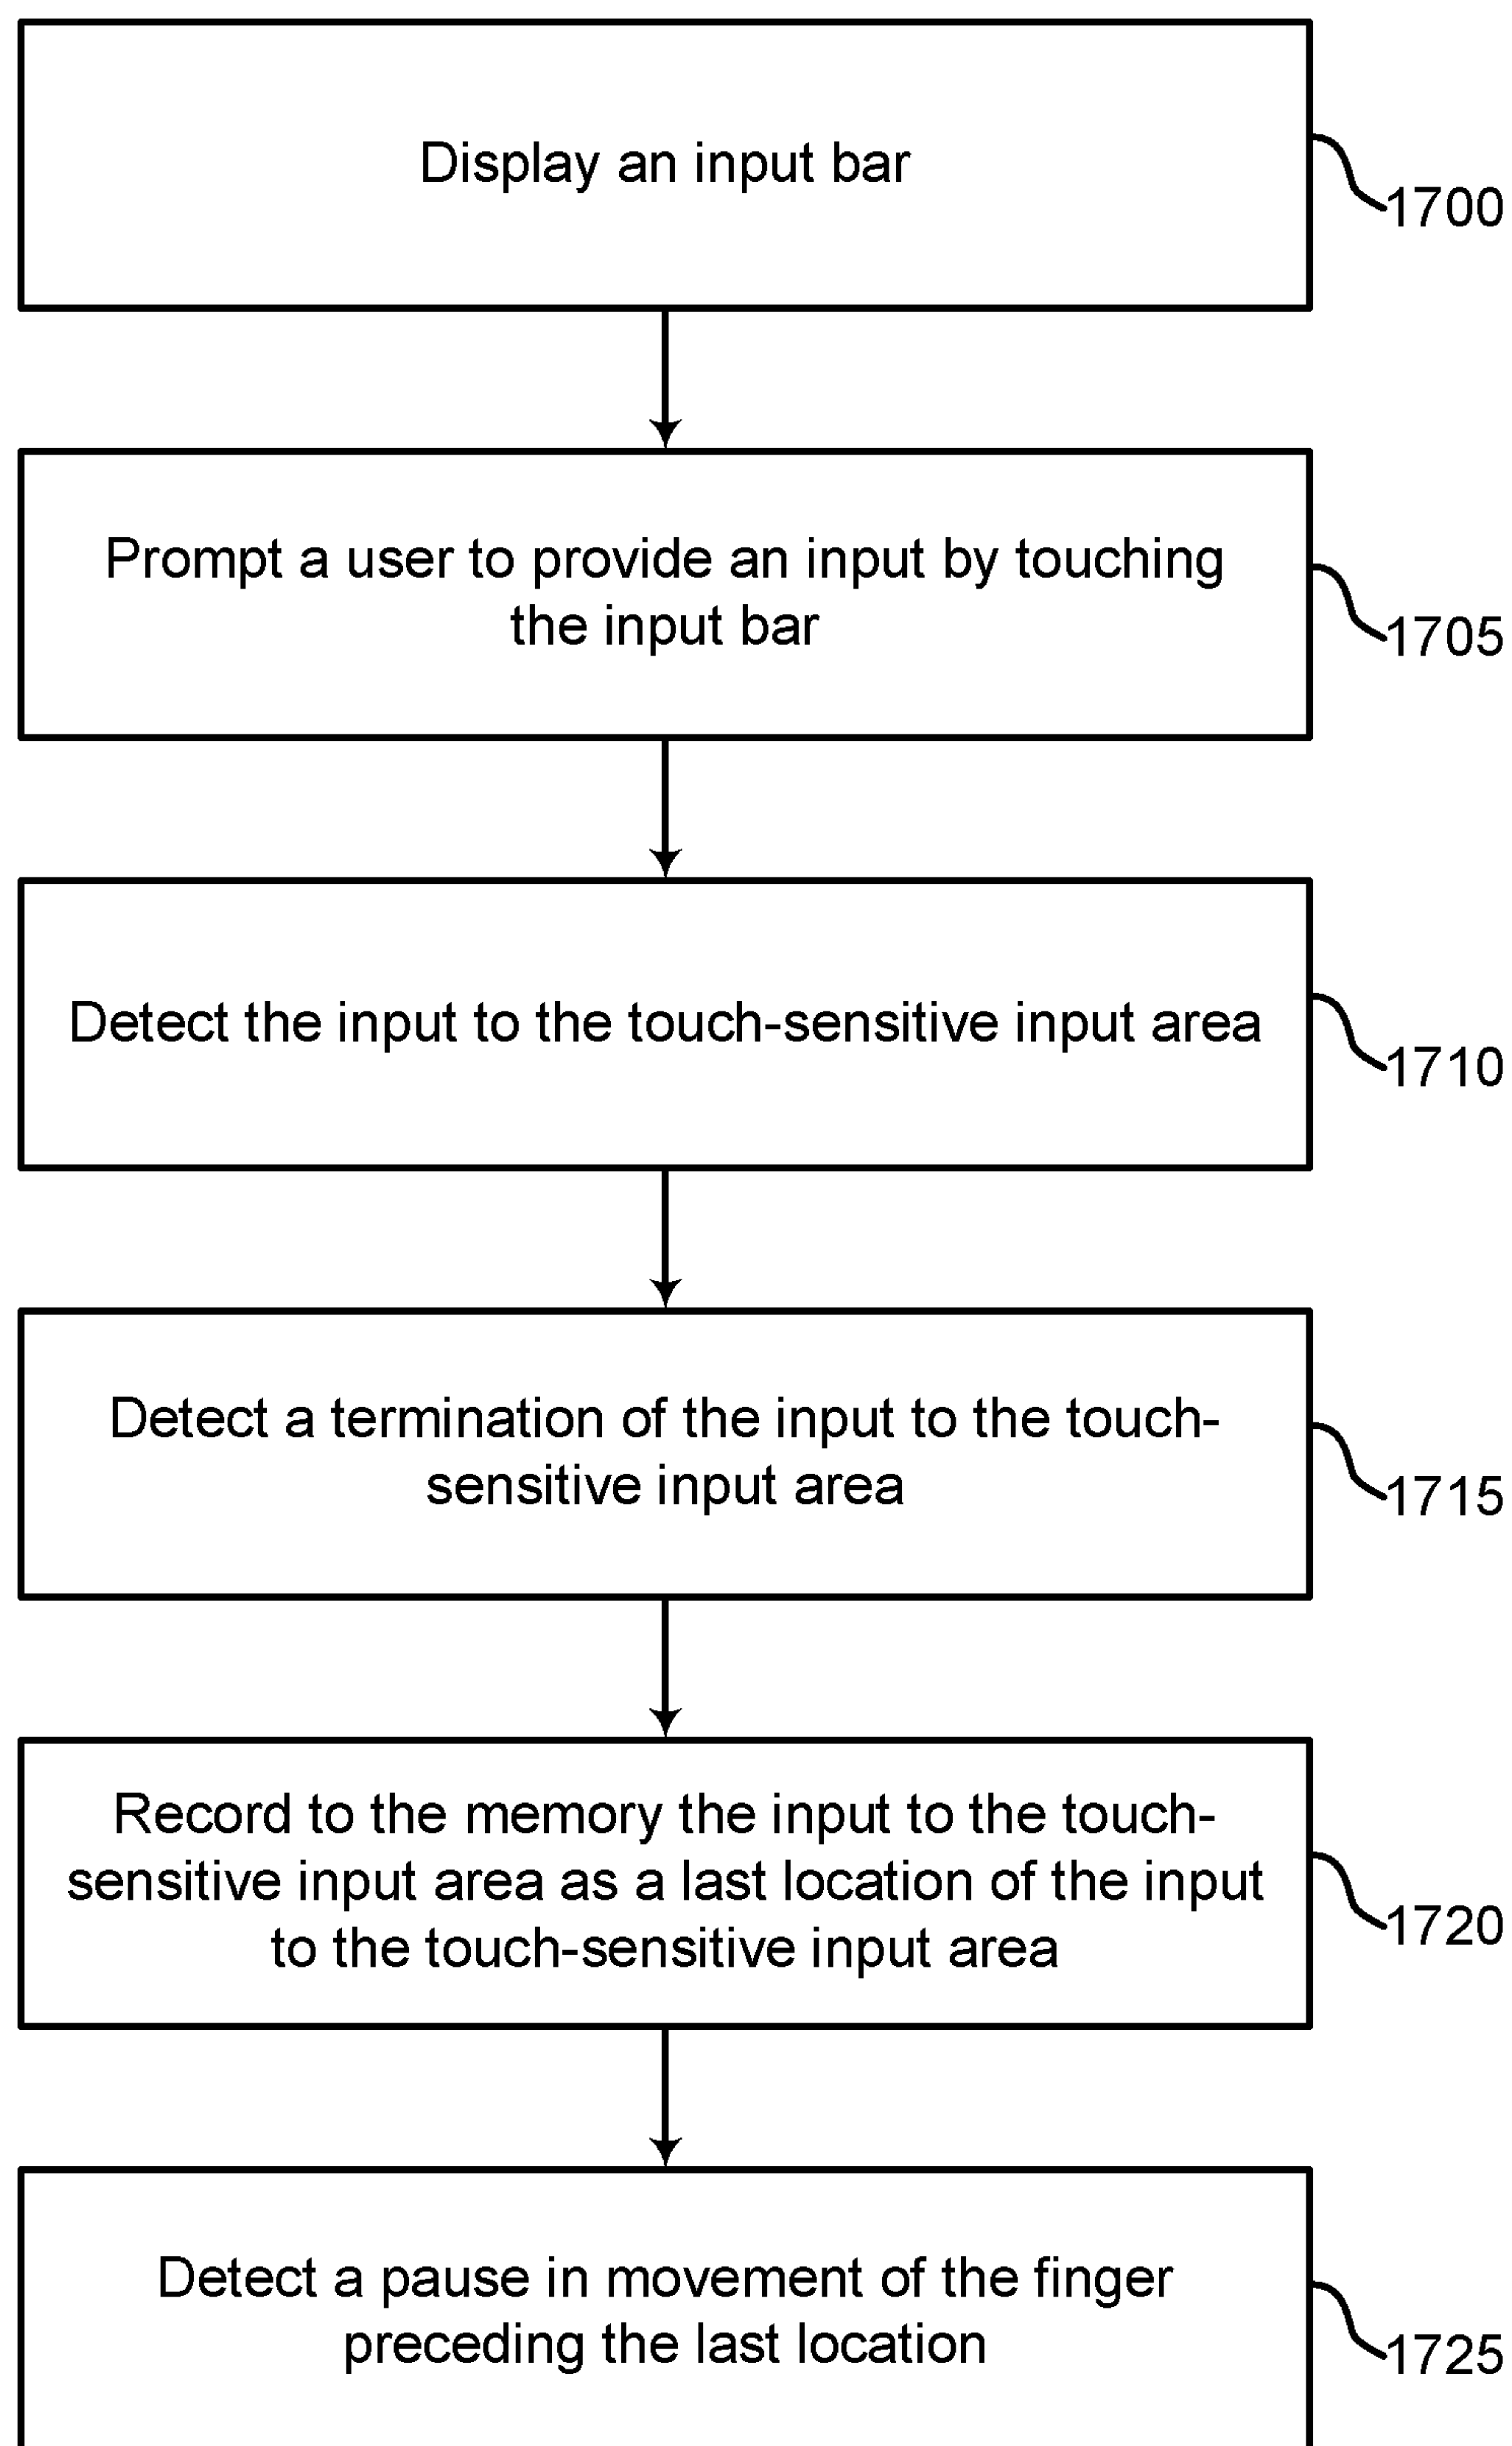 Display an input bar
1700
Prompt a user to provide an input by touching
the input bar
1705
Detect the input to the touch-sensitive input area
1710
Detect a termination of the input to the touch-
sensitive input area
1715
Record to the memory the input to the touch-
sensitive input area as a last location of the input
to the touch-sensitive input area
1720
Detect a pause in movement of the finger
preceding the last location
1725